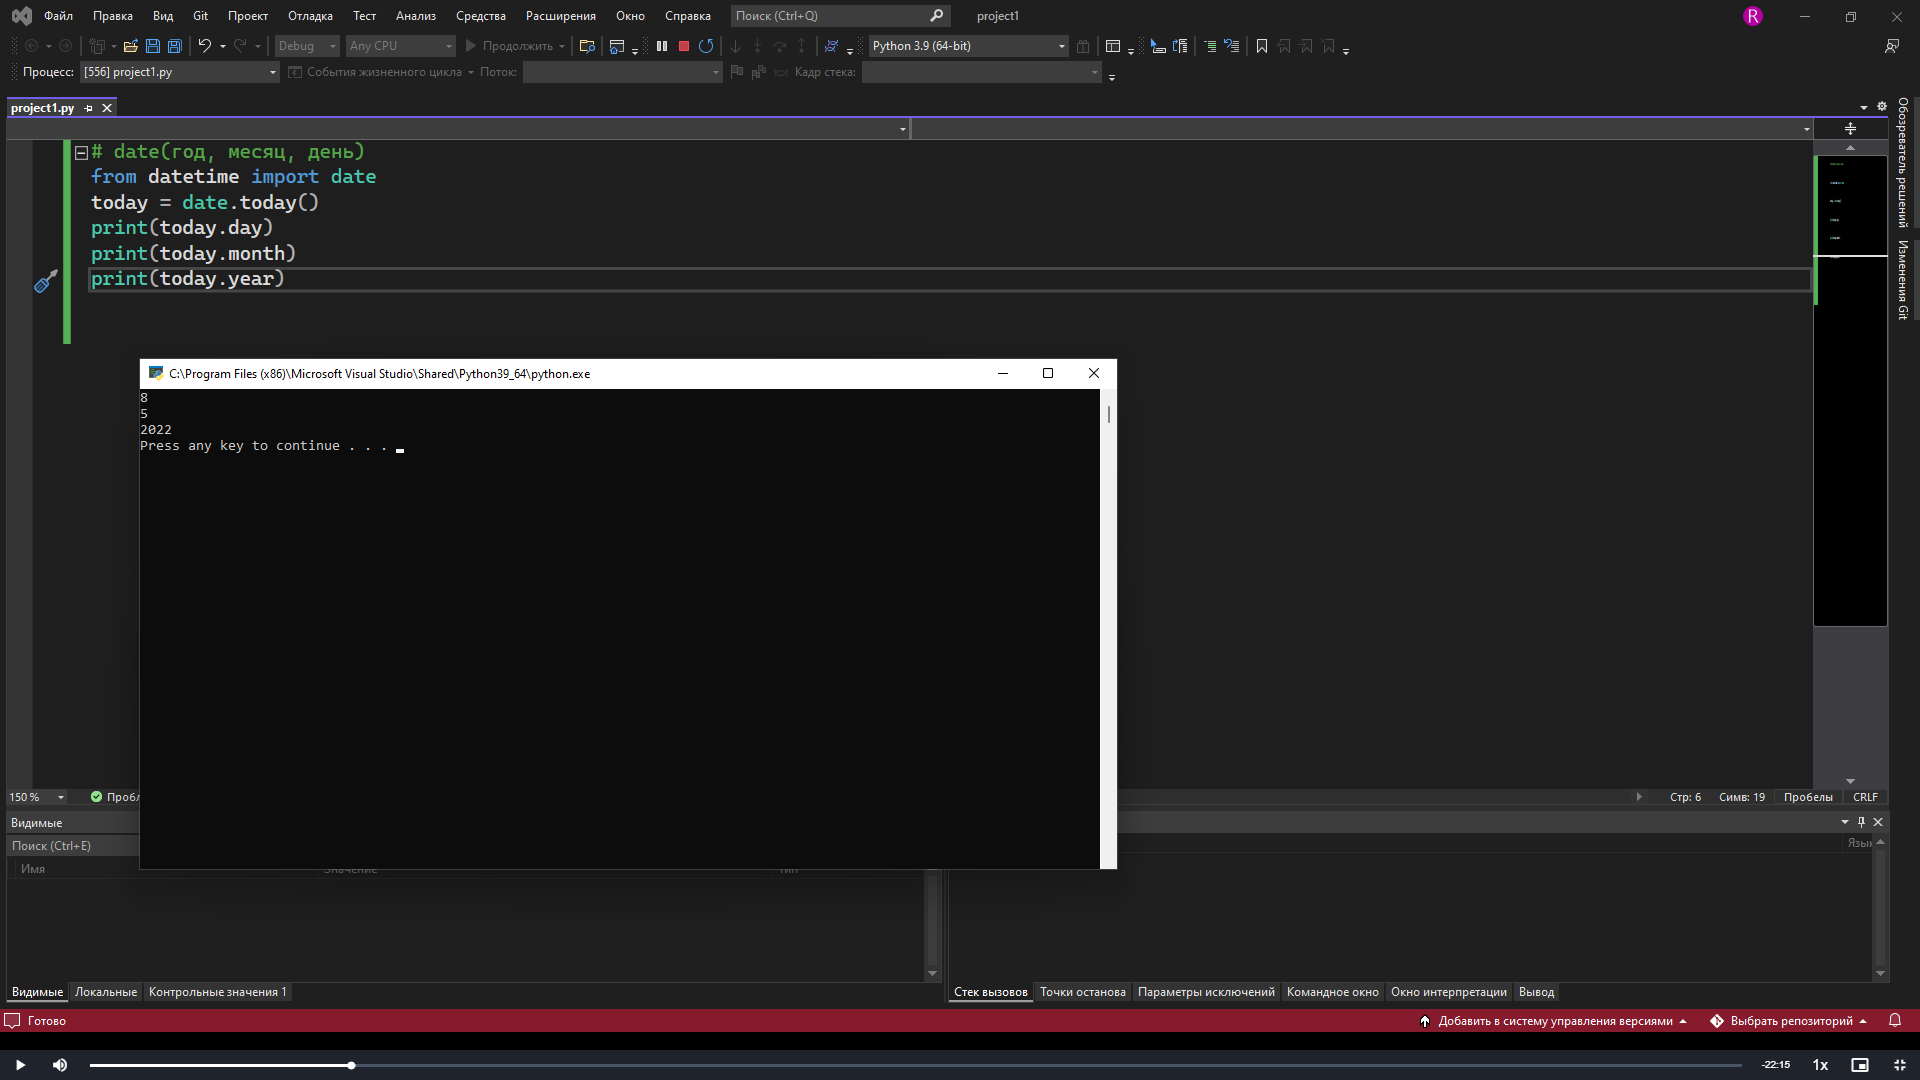 Файл Правка Вид Git Проект Отладка Тест Анализ Средства Расширения Окно Справка Поиск (Ctrl+Q) project1 R
Debug Any CPU Продолжить Python 3.9 (64-bit)
Процесс: [556] project1.py События жизненного цикла Поток: Кадр стека:
project1.py
# date(год, месяц, день)
from datetime import date
today = date.today()
print(today.day)
print(today.month)
print(today.year)
Обозреватель решений
Изменения Git
C:\Program Files (x86)\Microsoft Visual Studio\Shared\Python39_64\python.exe
8
5
2022
Press any key to continue . . .
150 % Стр: 6 Симв: 19 Пробелы CRLF
Видимые
Поиск (Ctrl+E)
Имя Значение Тип
Видимые Локальные Контрольные значения 1 Стек вызовов Точки останова Параметры исключений Командное окно Окно интерпретации Вывод
Готово Добавить в систему управления версиями Выбрать репозиторий
-22:15 1x